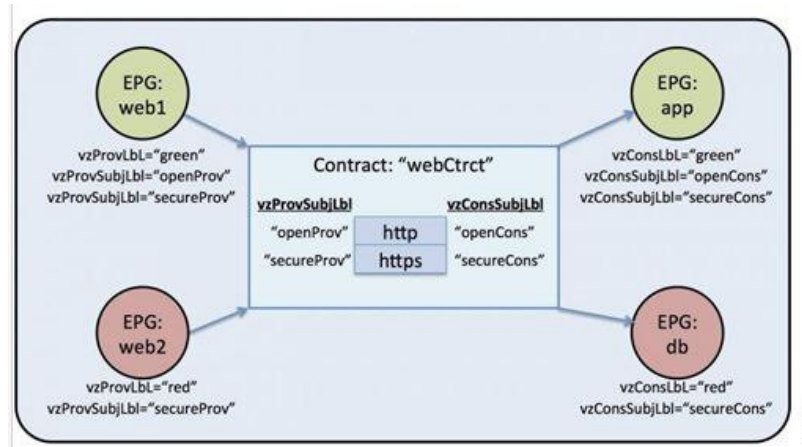 EPG:
web1
vzProvLbL="green"
vzProvSubjLbl="openProv"
vzProvSubjLbl="secureProv"
EPG:
app
vzConsLbL="green"
vzConsSubjLbl="openCons"
vzConsSubjLbl="secureCons"
Contract: “webCtrct”
vzProvSubjLbl vzConsSubjLbl
“openProv” http “openCons”
“secureProv” https “secureCons”
EPG:
web2
vzProvLbL="red"
vzProvSubjLbl="secureProv"
EPG:
db
vzConsLbL="red"
vzConsSubjLbl="secureCons"